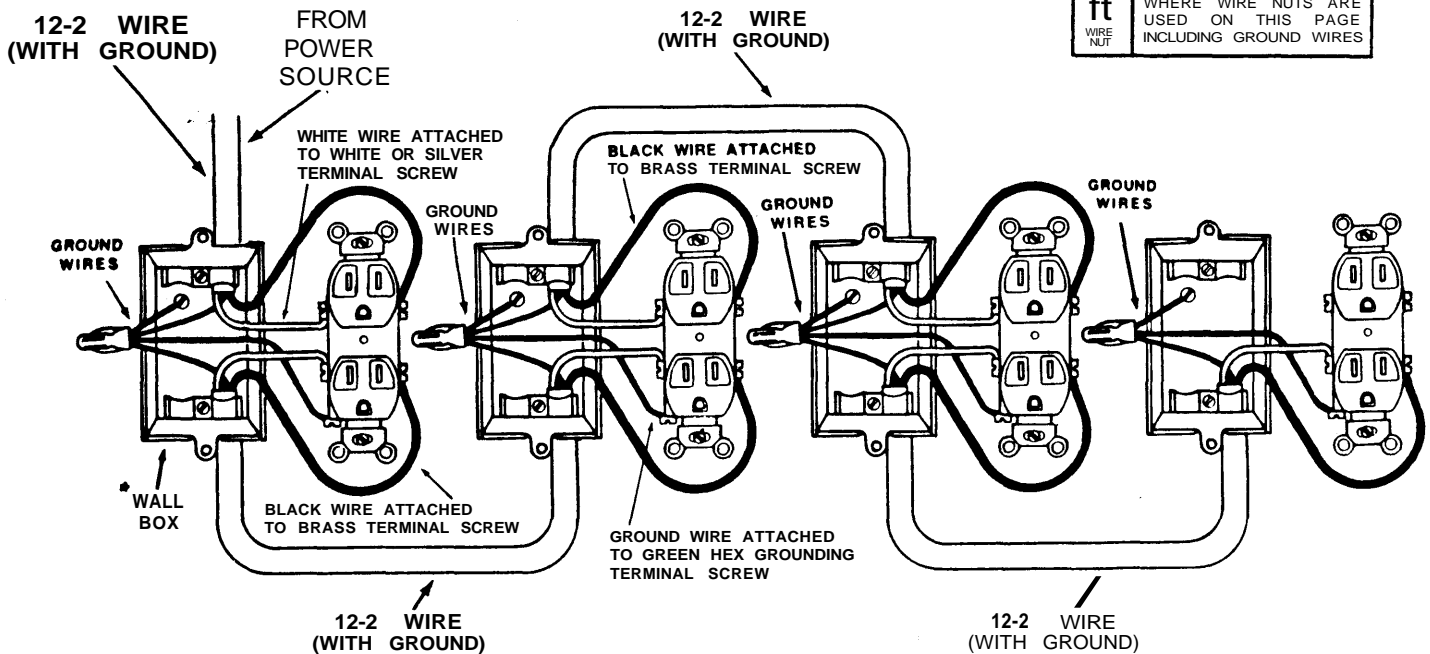 12-2 WIRE
(WITH GROUND)
FROM
POWER
SOURCE
12-2 WIRE
(WITH GROUND)
ft
WIRE
NUT
WHERE WIRE NUTS ARE
USED ON THIS PAGE
INCLUDING GROUND WIRES
WHITE WIRE ATTACHED
TO WHITE OR SILVER
TERMINAL SCREW
BLACK WIRE ATTACHED
TO BRASS TERMINAL SCREW
GROUND
WIRES
GROUND
WIRES
GROUND
WIRES
GROUND
WIRES
* WALL
BOX
BLACK WIRE ATTACHED
TO BRASS TERMINAL SCREW
GROUND WIRE ATTACHED
TO GREEN HEX GROUNDING
TERMINAL SCREW
12-2 WIRE
(WITH GROUND)
12-2 WIRE
(WITH GROUND)